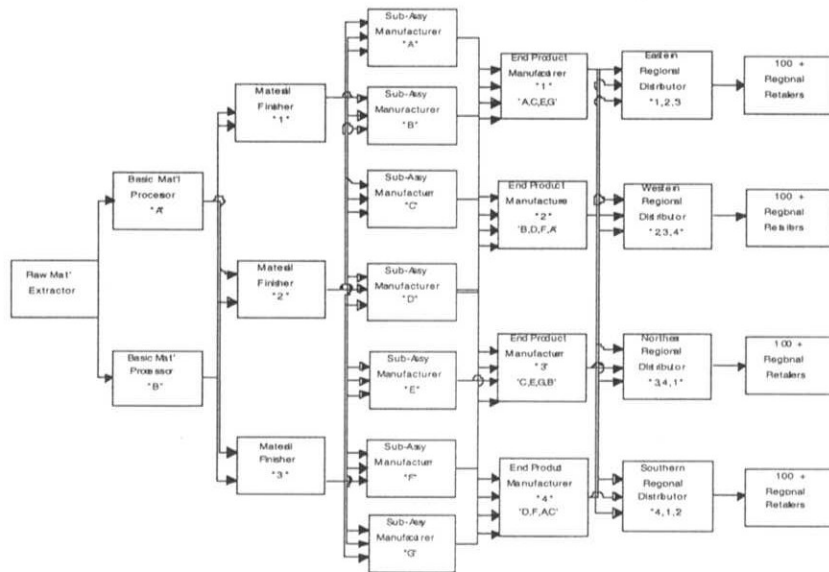 Raw Mat'
Extractor
Basic Mat'l
Processor
"A"
Basic Mat'
Processor
"B"
Material
Finisher
"1"
Material
Finisher
"2"
Material
Finisher
"3"
Sub-Assy
Manufacturer
"A"
Sub-Assy
Manufacturer
"B"
Sub-Assy
Manufacturer
"C"
Sub-Assy
Manufacturer
"D"
Sub-Assy
Manufacturer
"E"
Sub-Assy
Manufacturer
"F"
Sub-Assy
Manufacturer
"G"
End Product
Manufacturer
"1"
'A,C,E,G'
End Product
Manufacturer
"2"
'B,D,F,A'
End Product
Manufacturer
"3"
'C,E,G,B'
End Product
Manufacturer
"4"
'D,F,A,C'
Eastern
Regional
Distributor
"1,2,3
Western
Regional
Distributor
"2,3,4"
Northern
Regional
Distributor
"3,4,1"
Southern
Regional
Distributor
"4,1,2
100 +
Regional
Retailers
100 +
Regional
Retailers
100 +
Regional
Retailers
100 +
Regional
Retailers